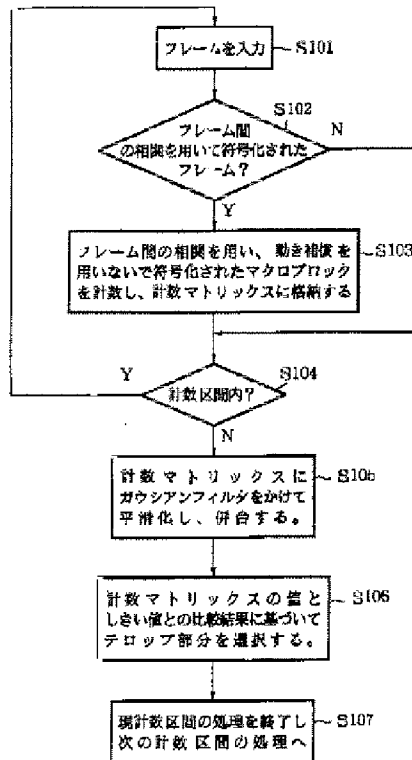 フレームを入力
S101
S102
フレーム間
の相関を用いて符号化された
フレーム?
N
Y
フレーム間の相関を用い、動き補償を
用いないで符号化されたマクロブロック
を計数し、計数マトリックスに格納する
S103
Y
計数区間内?
S104
N
計数マトリックスに
ガウシアンフィルタをかけて
平滑化し、併合する。
S105
計数マトリックスの値と
しきい値との比較結果に基づいて
テロップ部分を選択する。
S106
現計数区間の処理を終了し
次の計数区間の処理へ
S107